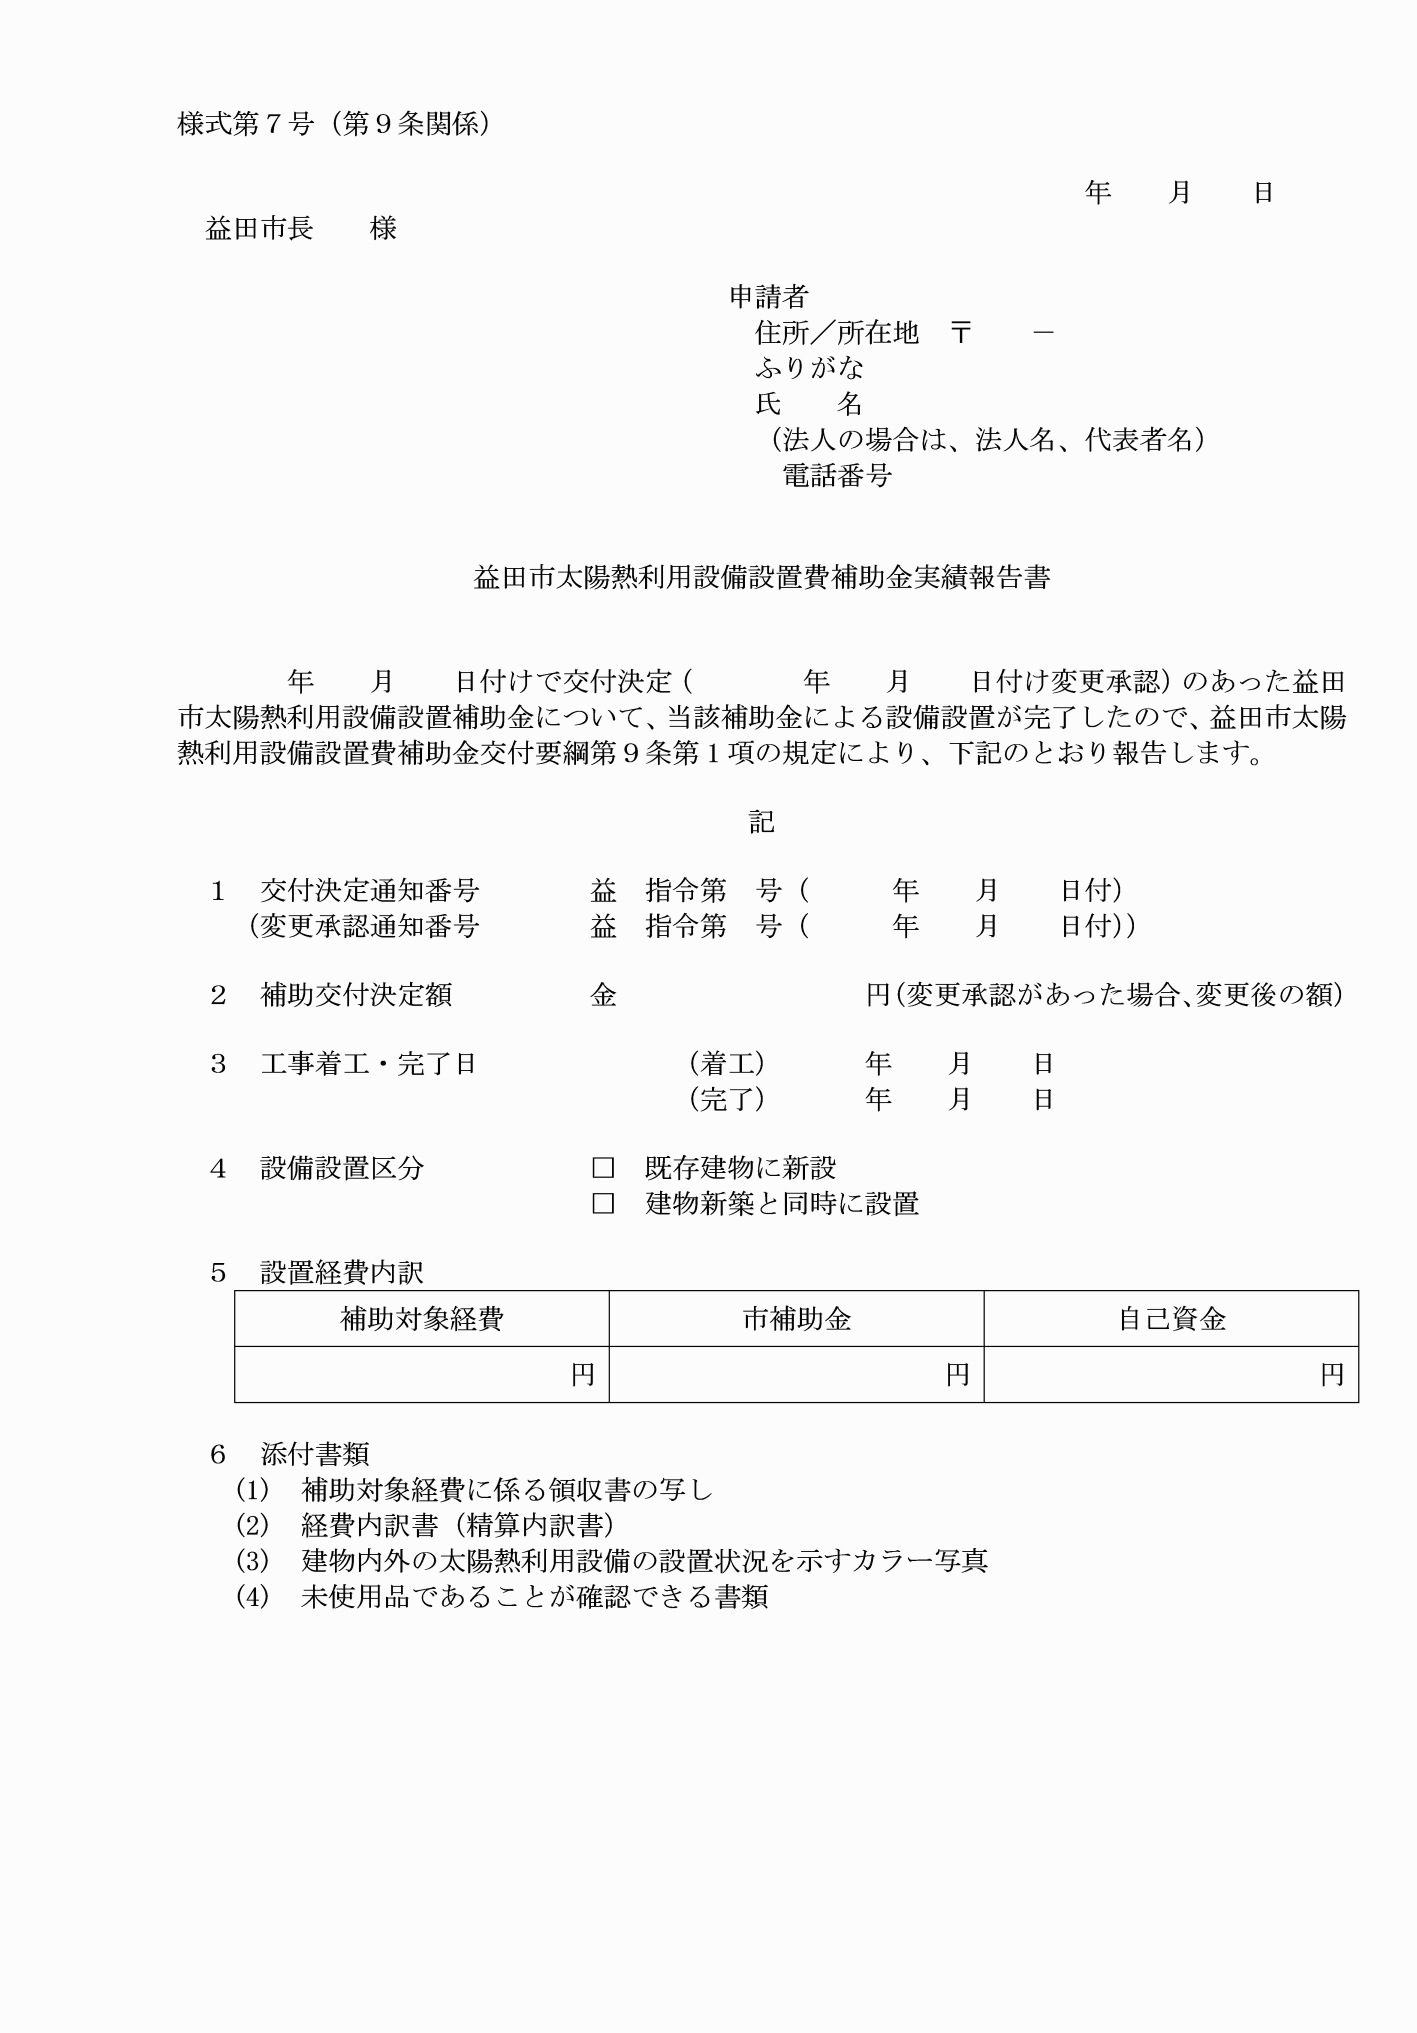 様式第７号（第９条関係）
年　　月　　日
益田市長　　様
申請者
住所／所在地　〒　　－
ふりがな
氏　　名
（法人の場合は、法人名、代表者名）
電話番号
益田市太陽熱利用設備設置費補助金実績報告書
年　　月　　日付けで交付決定（　　　　年　　月　　日付け変更承認）のあった益田
市太陽熱利用設備設置補助金について、当該補助金による設備設置が完了したので、益田市太陽
熱利用設備設置費補助金交付要綱第９条第１項の規定により、下記のとおり報告します。
記
１　交付決定通知番号　　　　益　指令第　号（　　　年　　月　　日付）
（変更承認通知番号　　　　益　指令第　号（　　　年　　月　　日付））
２　補助交付決定額　　　　　金　　　　　　　　　円（変更承認があった場合、変更後の額）
３　工事着工・完了日　　　　　　　（着工）　　　年　　月　　日
（完了）　　　年　　月　　日
４　設備設置区分　　　　　　□　既存建物に新設
□　建物新築と同時に設置
５　設置経費内訳
補助対象経費　市補助金　自己資金
円　円　円
６　添付書類
(1)　補助対象経費に係る領収書の写し
(2)　経費内訳書（精算内訳書）
(3)　建物内外の太陽熱利用設備の設置状況を示すカラー写真
(4)　未使用品であることが確認できる書類